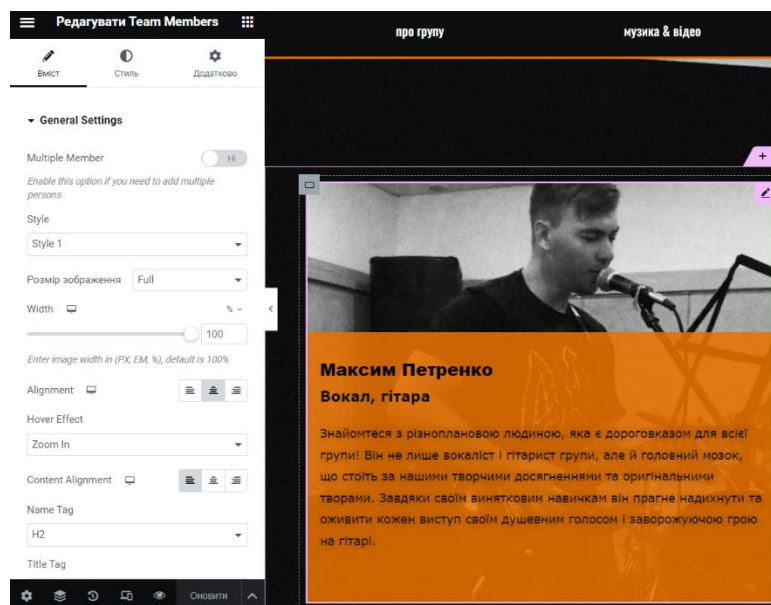 Редагувати Team Members
Вміст
Стиль
Додатково
General Settings
Multiple Member
Ні
Enable this option if you need to add multiple
persons
Style
Style 1
Розмір зображення
Full
Width
%
100
Enter image width in (PX, EM, %), default is 100%
Alignment
Hover Effect
Zoom In
Content Alignment
Name Tag
H2
Title Tag
Оновити
про групу
музика & відео
Максим Петренко
Вокал, гітара
Знайомтеся з різноплановою людиною, яка є дороговказом для всієї
групи! Він не лише вокаліст і гітарист групи, але й головний мозок,
що стоїть за нашими творчими досягненнями та оригінальними
творами. Завдяки своїм винятковим навичкам він прагне надихнути та
оживити кожен виступ своїм душевним голосом і заворожуючою грою
на гітарі.